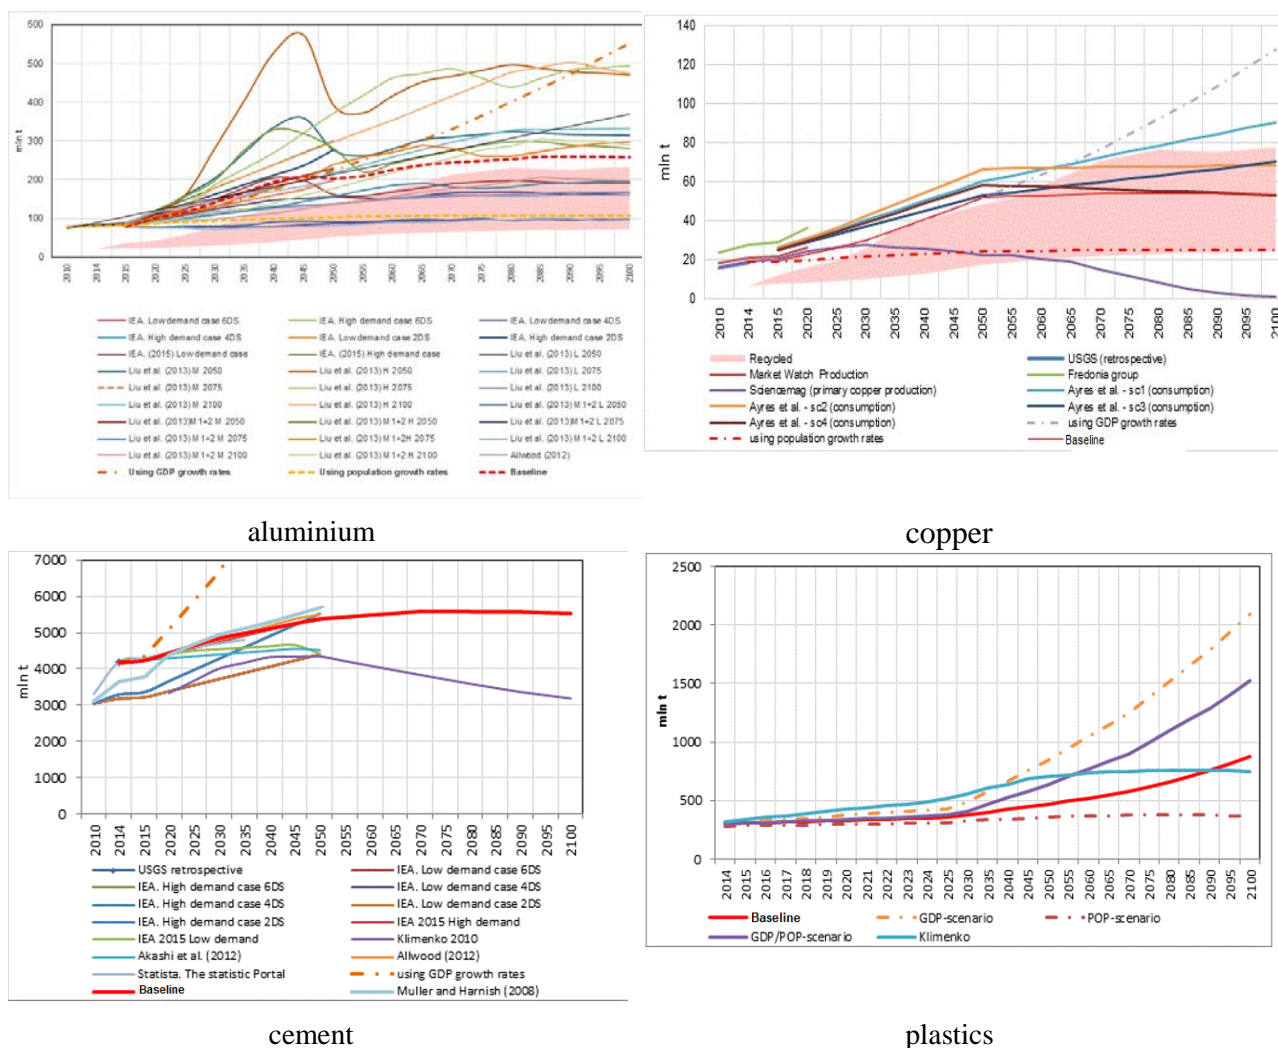 600
500
400
300
200
100
0
mln t
2010 2014 2015 2020 2025 2030 2035 2040 2045 2050 2055 2060 2065 2070 2075 2080 2085 2090 2095 2100
IEA. Low demand case 6DS IEA. High demand case 6DS IEA. Low demand case 4DS
IEA. High demand case 4DS IEA. Low demand case 2DS IEA. High demand case 2DS
IEA. (2015) Low demand case IEA. (2015) High demand case Liu et al. (2013) L 2050
Liu et al. (2013) M 2050 Liu et al. (2013) H 2050 Liu et al. (2013) L 2075
Liu et al. (2013) M 2075 Liu et al. (2013) H 2075 Liu et al. (2013) L 2100
Liu et al. (2013) M 2100 Liu et al. (2013) H 2100 Liu et al. (2013) M1+2 L 2050
Liu et al. (2013)M1+2 M 2050 Liu et al. (2013) M1+2H 2050 Liu et al. (2013)M1+2 L 2075
Liu et al. (2013) M1+2 M 2075 Liu et al. (2013) M1+2H 2075 Liu et al. (2013) M1+2 L 2100
Liu et al. (2013) M1+2 M 2100 Liu et al. (2013) M1+2H 2100 Allwood (2012)
Using GDP growth rates Using population growth rates Baseline
aluminium
140
120
100
80
60
40
20
0
mln t
2010 2014 2015 2020 2025 2030 2035 2040 2045 2050 2055 2060 2065 2070 2075 2080 2085 2090 2095 2100
Recycled USGS (retrospective)
Market Watch Production Fredonia group
Sciencemag (primary copper production) Ayres et al. - sc1 (consumption)
Ayres et al. - sc2 (consumption) Ayres et al. - sc3 (consumption)
Ayres et al. - sc4 (consumption) using GDP growth rates
using population growth rates Baseline
copper
7000
6000
5000
4000
3000
2000
1000
0
mln t
2010 2014 2015 2020 2025 2030 2035 2040 2045 2050 2055 2060 2070 2075 2080 2085 2090 2095 2100
USGS retrospective IEA. Low demand case 6DS
IEA. High demand case 6DS IEA. Low demand case 4DS
IEA. High demand case 4DS IEA. Low demand case 2DS
IEA. High demand case 2DS IEA 2015 High demand
IEA 2015 Low demand Klimenko 2010
Akashi et al. (2012) Allwood (2012)
Statista. The statistic Portal using GDP growth rates
Baseline Muller and Harnish (2008)
cement
2500
2000
1500
1000
500
0
mln t
2014 2015 2016 2017 2018 2019 2020 2021 2022 2023 2024 2025 2030 2035 2040 2045 2050 2055 2060 2065 2070 2075 2080 2085 2090 2095 2100
Baseline GDP-scenario POP-scenario
GDP/POP-scenario Klimenko
plastics